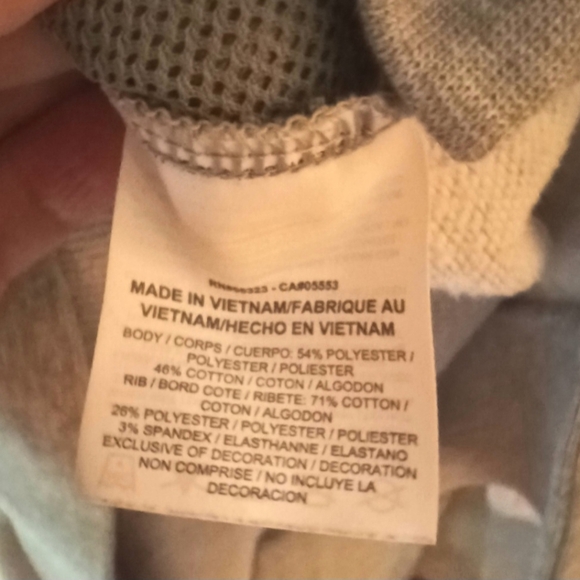 - CA#05553
MADE IN VIETNAM/FABRIQUE AU
VIETNAM/HECHO EN VIETNAM
BODY / CORPS / CUERPO: 54% POLYESTER /
POLYESTER / POLIESTER
46% COTTON / COTON / ALGODON
RIB / BORD COTE / RIBETE: 71% COTTON /
COTON / ALGODON
26% POLYESTER / POLYESTER / POLIESTER
3% SPANDEX / ELASTHANNE / ELASTANO
EXCLUSIVE OF DECORATION / DECORATION
NON COMPRISE / NO INCLUYE LA
DECORACION